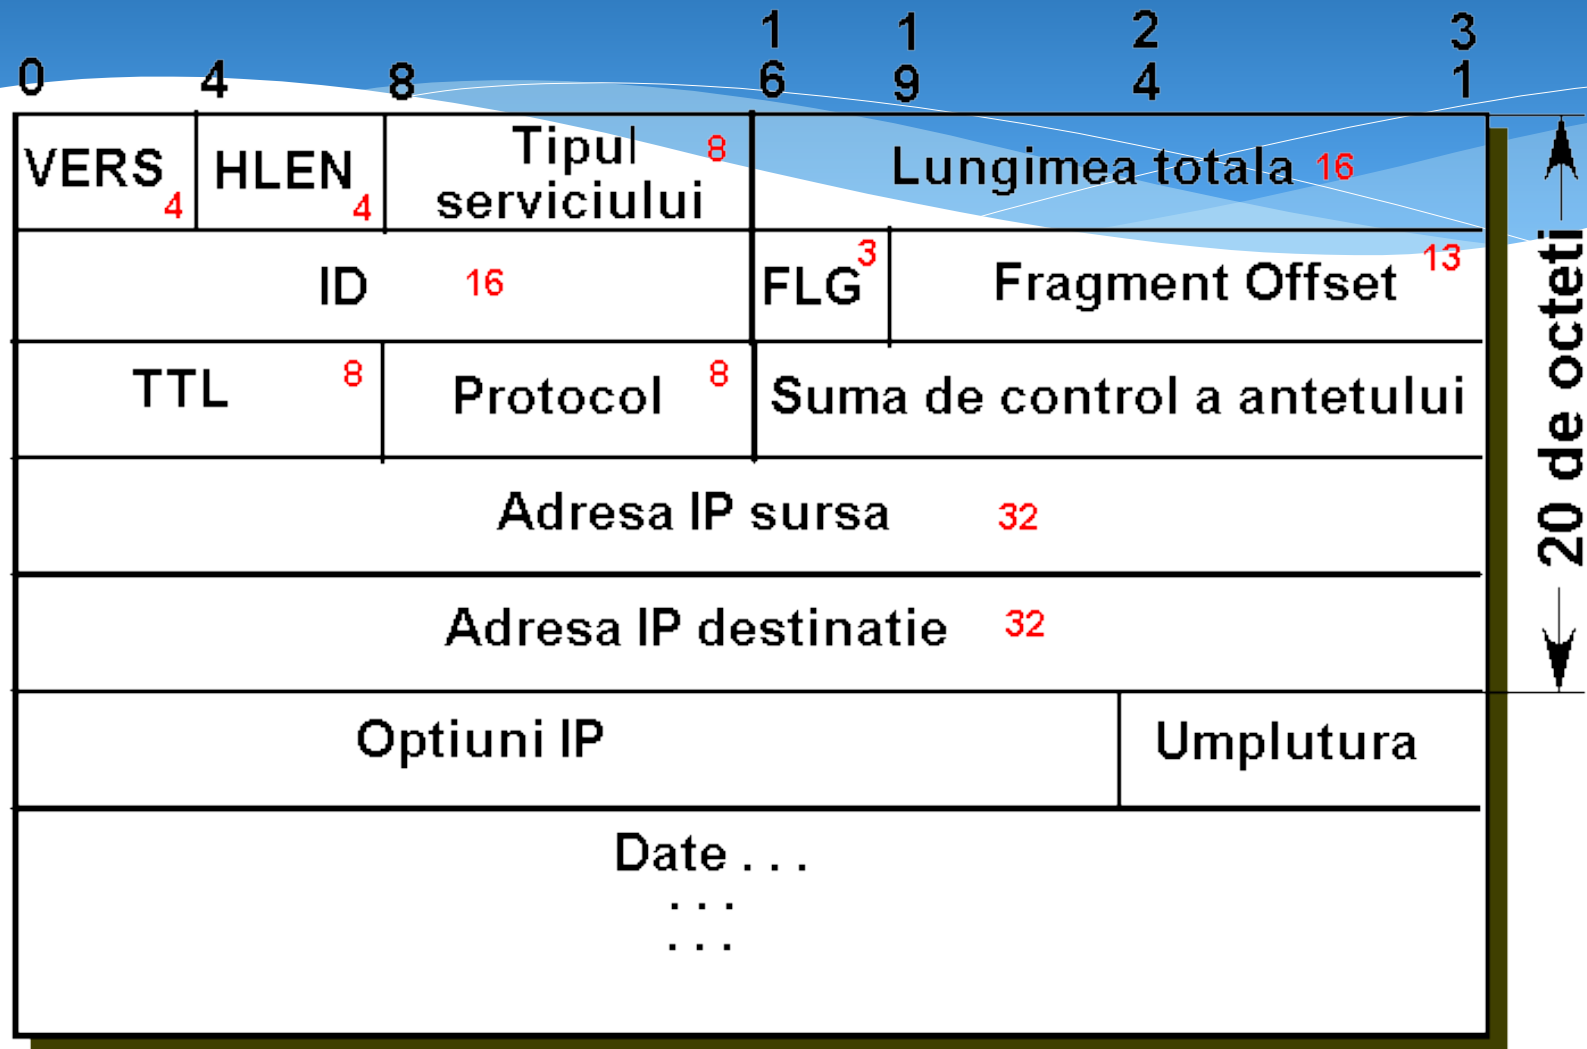 0 4 8 16 19 24 31
VERS 4 HLEN 4 Tipul serviciului 8 Lungimea totala 16
ID 16 FLG 3 Fragment Offset 13
TTL 8 Protocol 8 Suma de control a antetului
Adresa IP sursa 32
Adresa IP destinatie 32
Optiuni IP Umplutura
Date . . .
. . .
. . .
20 de octeti